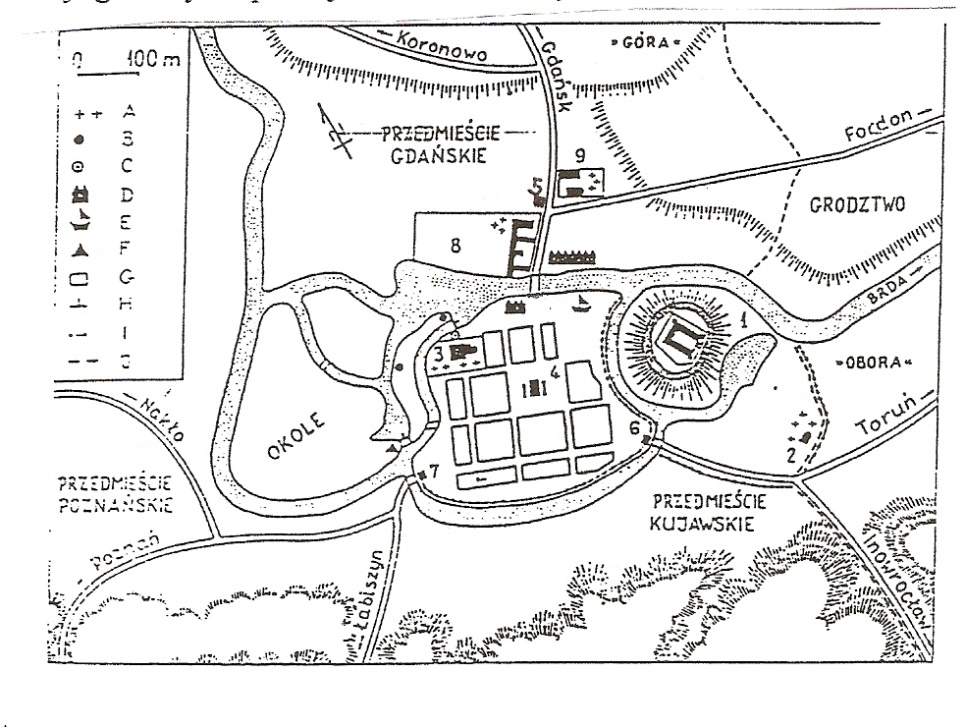 0 100 m
A
B
C
D
E
F
G
H
I
J
Koronowo
Gdańsk
»GÓRA«
PRZEDMIEŚCIE
GDAŃSKIE
Focdon
GRODZTWO
9
5
8
BRDA
1
»OBORA«
3
4
OKOLE
Nakło
Toruń
2
6
7
PRZEDMIEŚCIE
POZNAŃSKIE
PRZEDMIEŚCIE
KUJAWSKIE
Poznań
Łabiszyn
Inowrocław